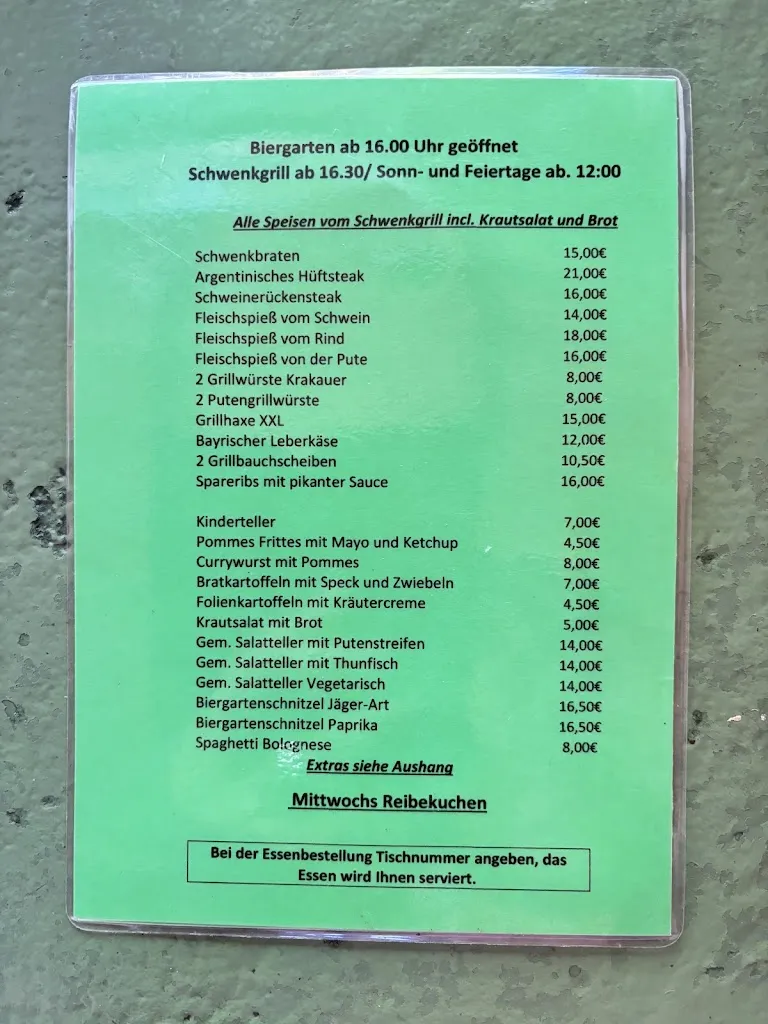 Biergarten ab 16.00 Uhr geöffnet
Schwenkgrill ab 16.30/ Sonn- und Feiertage ab. 12:00
Alle Speisen vom Schwenkgrill incl. Krautsalat und Brot
Schwenkbraten 15,00€
Argentinisches Hüftsteak 21,00€
Schweinerückensteak 16,00€
Fleischspieß vom Schwein 14,00€
Fleischspieß vom Rind 18,00€
Fleischspieß von der Pute 16,00€
2 Grillwürste Krakauer 8,00€
2 Putengrillwürste 8,00€
Grillhaxe XXL 15,00€
Bayrischer Leberkäse 12,00€
2 Grillbauchscheiben 10,50€
Spareribs mit pikanter Sauce 16,00€
Kinderteller 7,00€
Pommes Frittes mit Mayo und Ketchup 4,50€
Currywurst mit Pommes 8,00€
Bratkartoffeln mit Speck und Zwiebeln 7,00€
Folienkartoffeln mit Kräutercreme 4,50€
Krautsalat mit Brot 5,00€
Gem. Salatteller mit Putenstreifen 14,00€
Gem. Salatteller mit Thunfisch 14,00€
Gem. Salatteller Vegetarisch 14,00€
Biergartenschnitzel Jäger-Art 16,50€
Biergartenschnitzel Paprika 16,50€
Spaghetti Bolognese 8,00€
Extras siehe Aushang
Mittwochs Reibekuchen
Bei der Essenbestellung Tischnummer angeben, das
Essen wird Ihnen serviert.